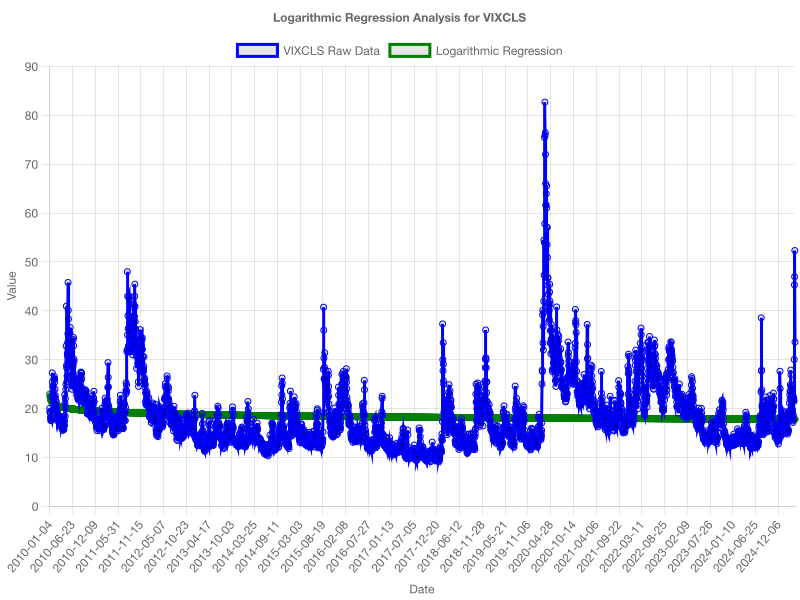 Logarithmic Regression Analysis for VIXCLS
VIXCLS Raw Data Logarithmic Regression
90
80
70
60
50
40
30
20
10
0
Value
2010-01-04 2010-06-23 2010-12-09 2011-05-31 2011-11-15 2012-05-07 2012-10-23 2013-04-17 2013-10-03 2014-03-25 2014-09-11 2015-03-03 2015-08-19 2016-02-08 2016-07-27 2017-01-13 2017-07-05 2017-12-20 2018-06-12 2018-11-28 2019-05-21 2019-11-06 2020-04-28 2020-10-14 2021-04-06 2021-09-22 2022-03-11 2022-08-25 2023-02-09 2023-07-26 2024-01-10 2024-06-25 2024-12-06
Date